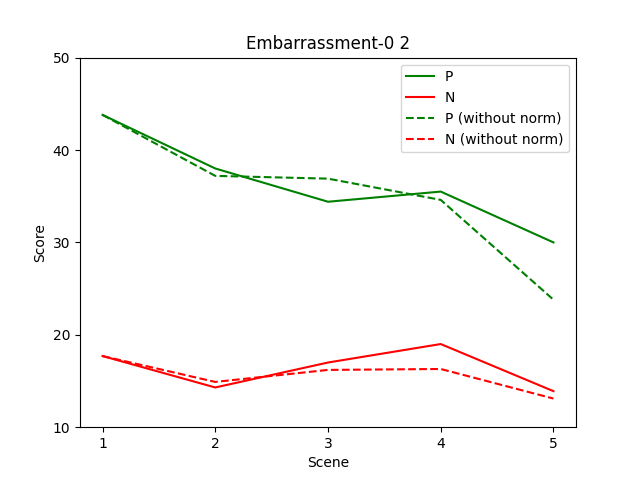 Embarrassment-0 2
P
N
P (without norm)
N (without norm)
50
40
30
20
10
Score
1 2 3 4 5
Scene